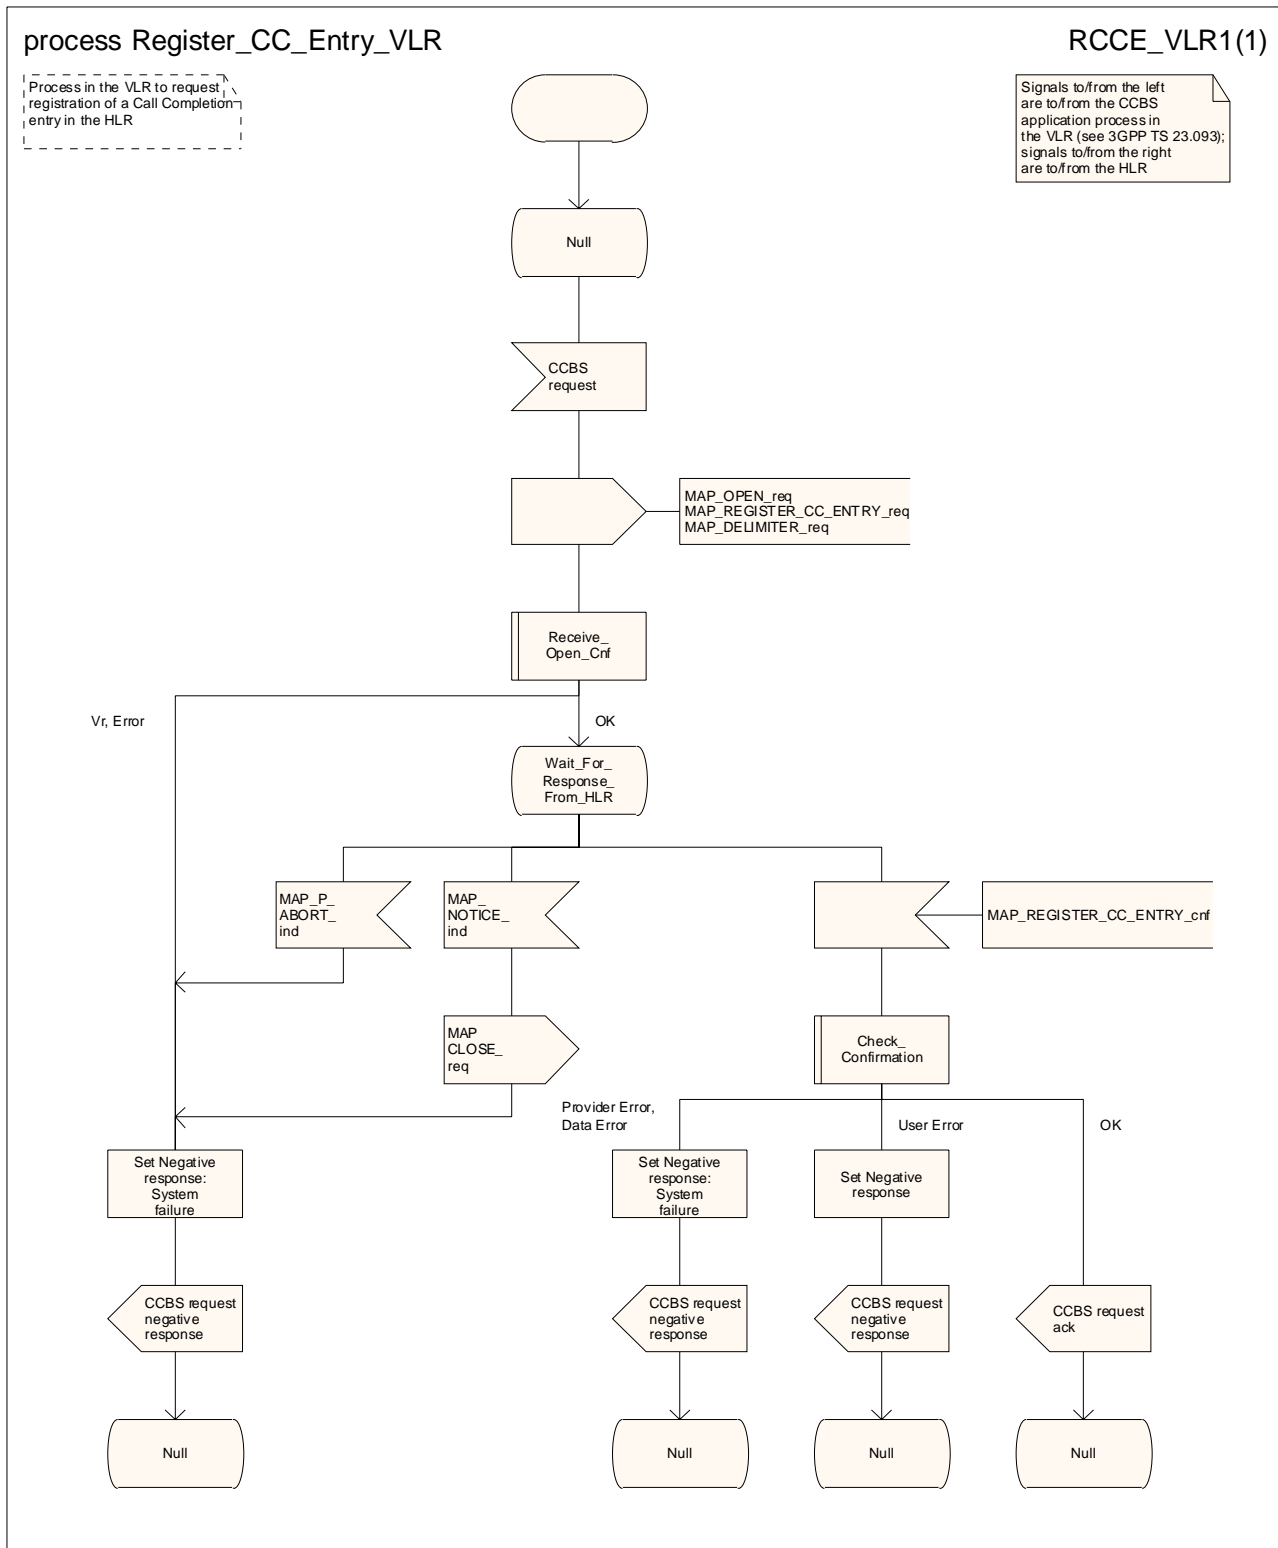 process Register_CC_Entry_VLR
RCCE_VLR1(1)
Process in the VLR to request
registration of a Call Completion
entry in the HLR
Signals to/from the left
are to/from the CCBS
application process in
the VLR (see 3GPP TS 23.093);
signals to/from the right
are to/from the HLR
Null
CCBS
request
MAP_OPEN_req
MAP_REGISTER_CC_ENTRY_req
MAP_DELIMITER_req
Receive_
Open_Cnf
Vr, Error
OK
Wait_For_
Response_
From_HLR
MAP_P_
ABORT_
ind
MAP_
NOTICE_
ind
MAP_REGISTER_CC_ENTRY_cnf
MAP
CLOSE_
req
Check_
Confirmation
Provider Error,
Data Error
User Error
OK
Set Negative
response:
System
failure
Set Negative
response:
System
failure
Set Negative
response
CCBS request
negative
response
CCBS request
negative
response
CCBS request
negative
response
CCBS request
ack
Null
Null
Null
Null